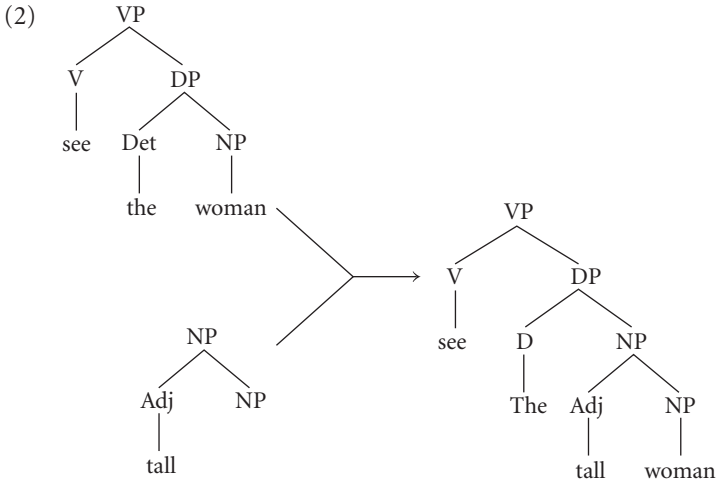 (2)
VP
V DP
see Det NP
the woman
NP
Adj NP
tall
VP
V DP
see D NP
The Adj NP
tall woman